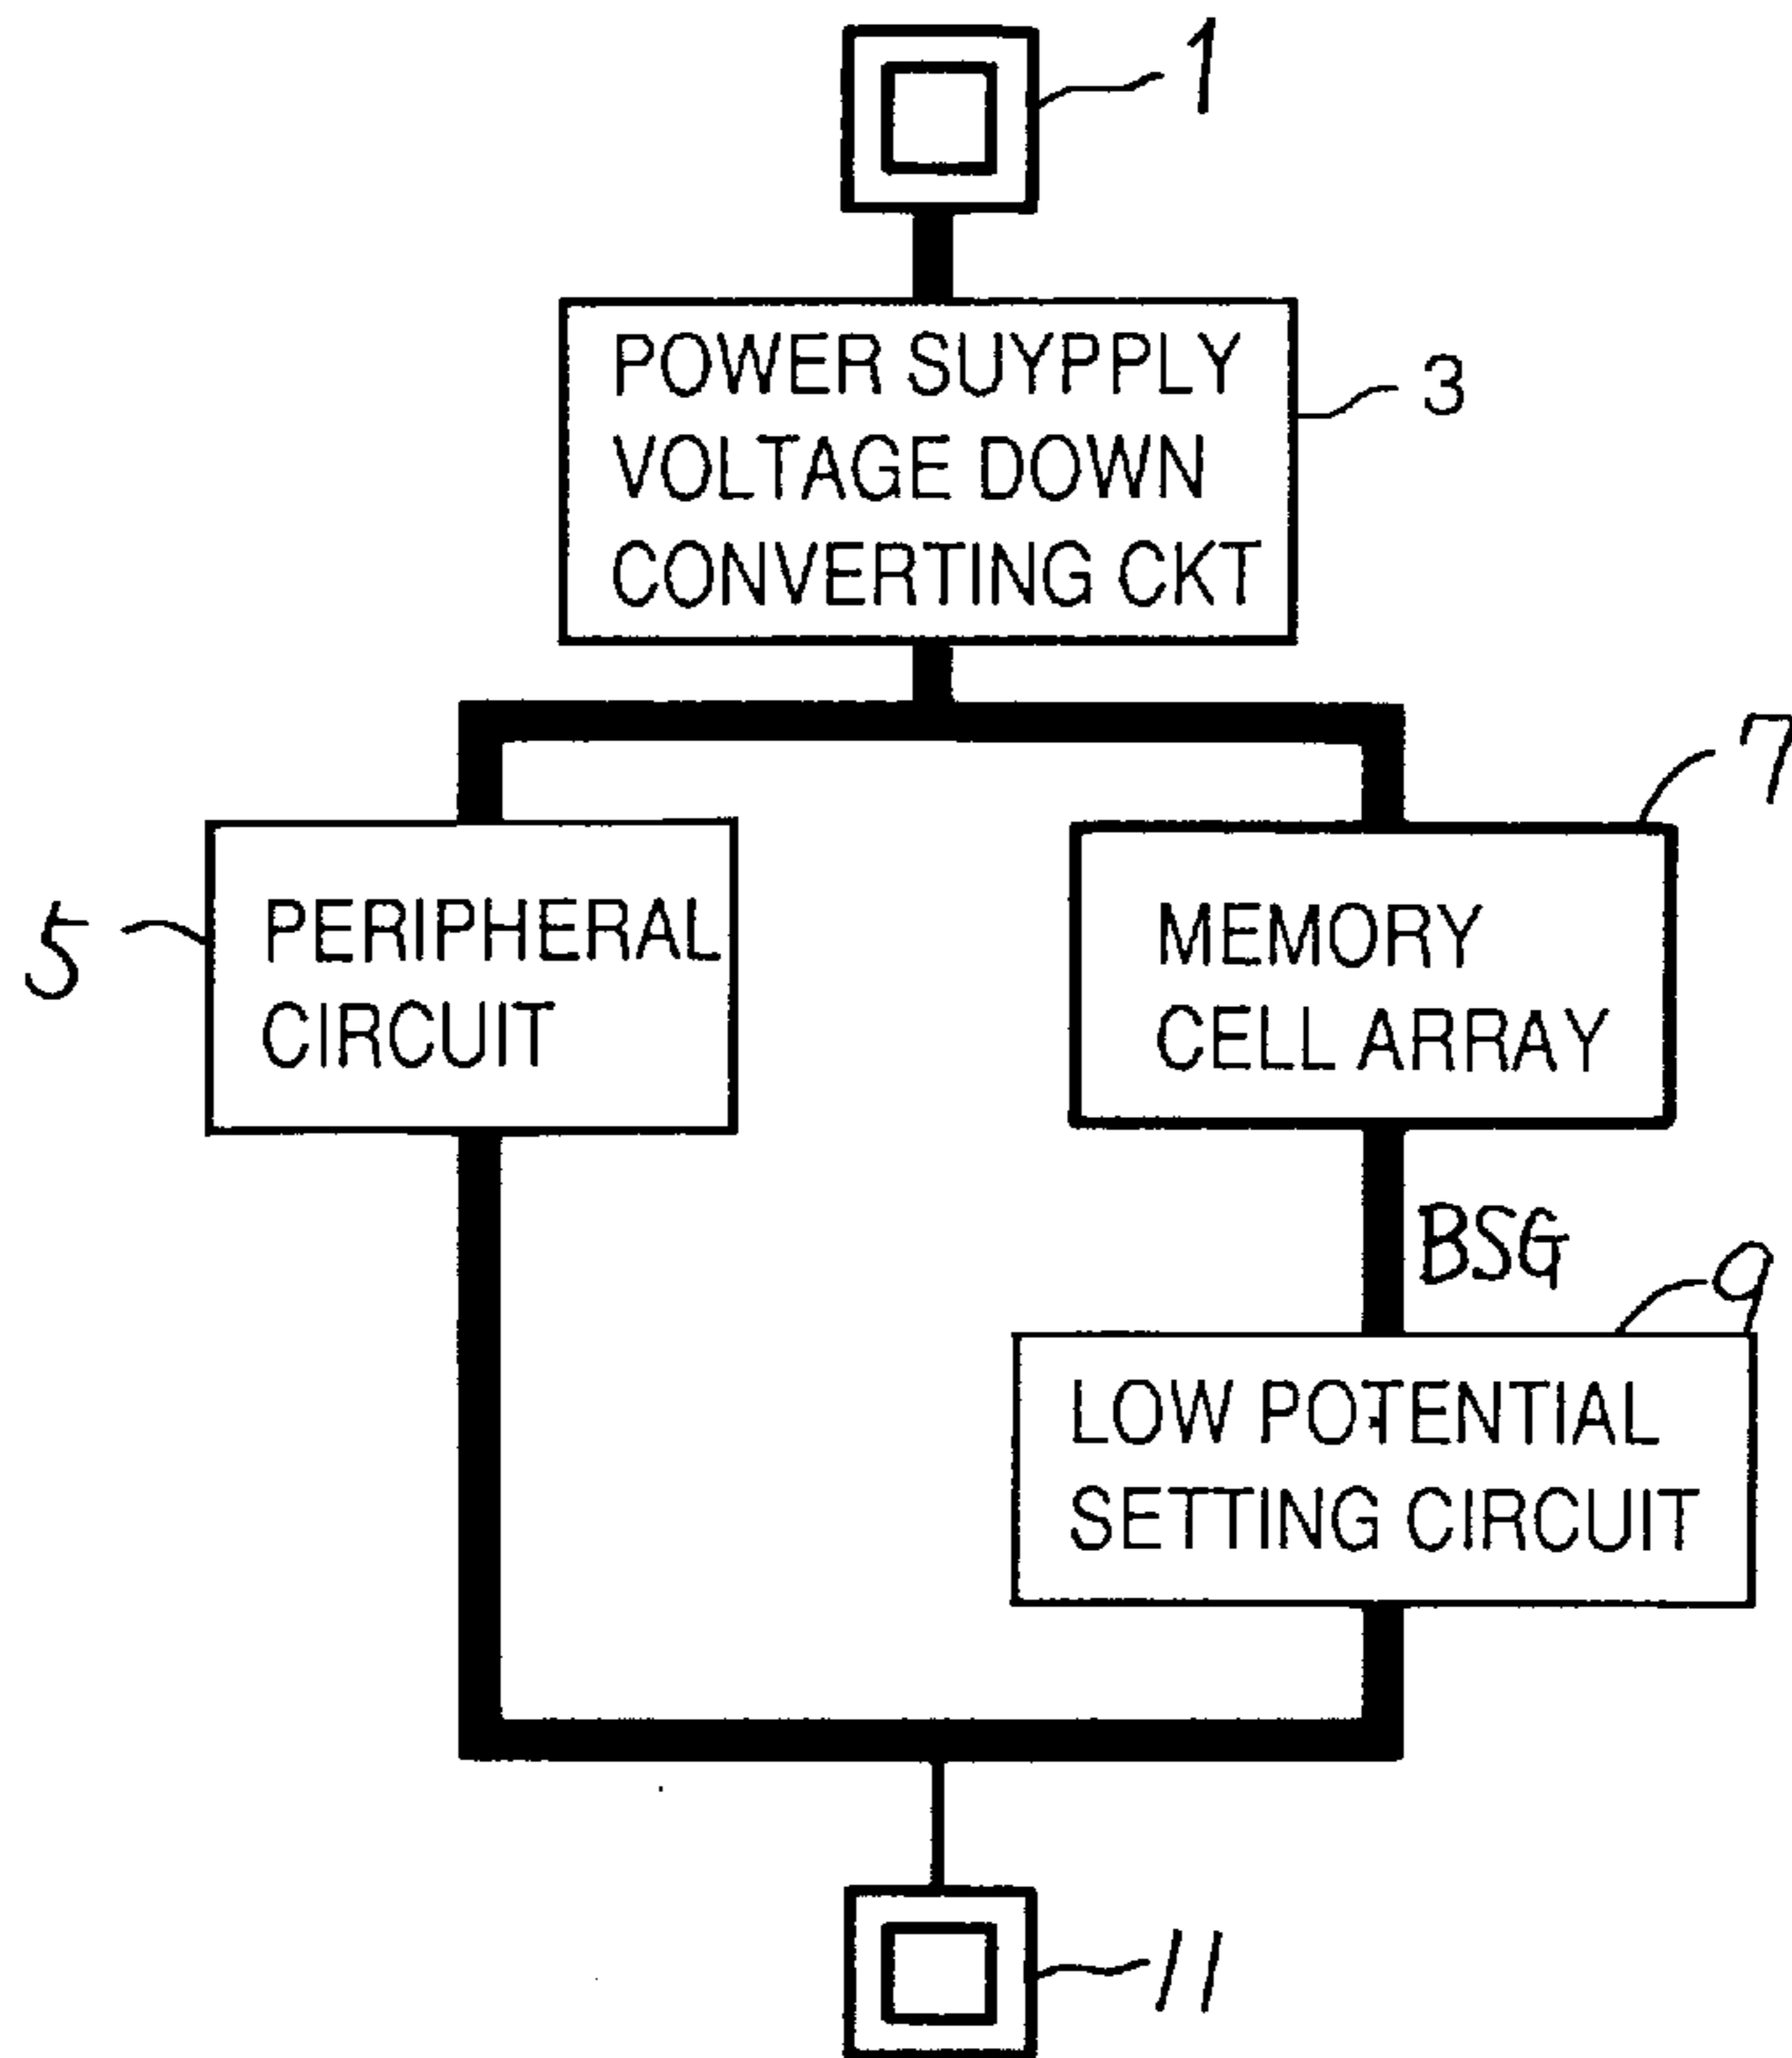 1
POWER SUYPPLY
VOLTAGE DOWN
CONVERTING CKT
3
7
5
PERIPHERAL
CIRCUIT
MEMORY
CELL ARRAY
BSG
9
LOW POTENTIAL
SETTING CIRCUIT
11